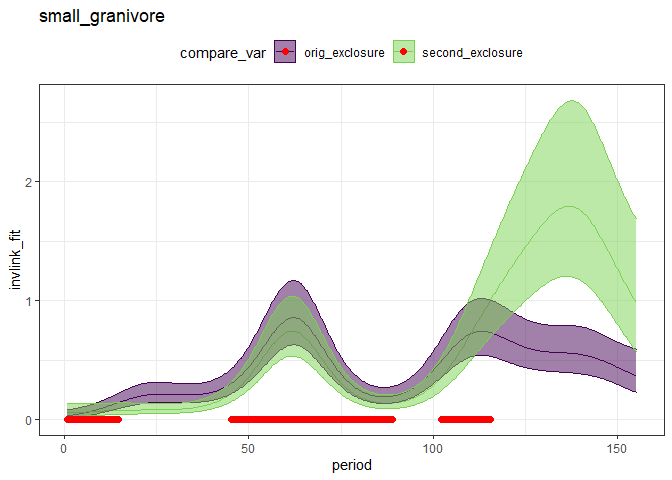 small_granivore
compare_var orig_exclosure second_exclosure
invlink_fit
2
1
0
0 50 100 150
period